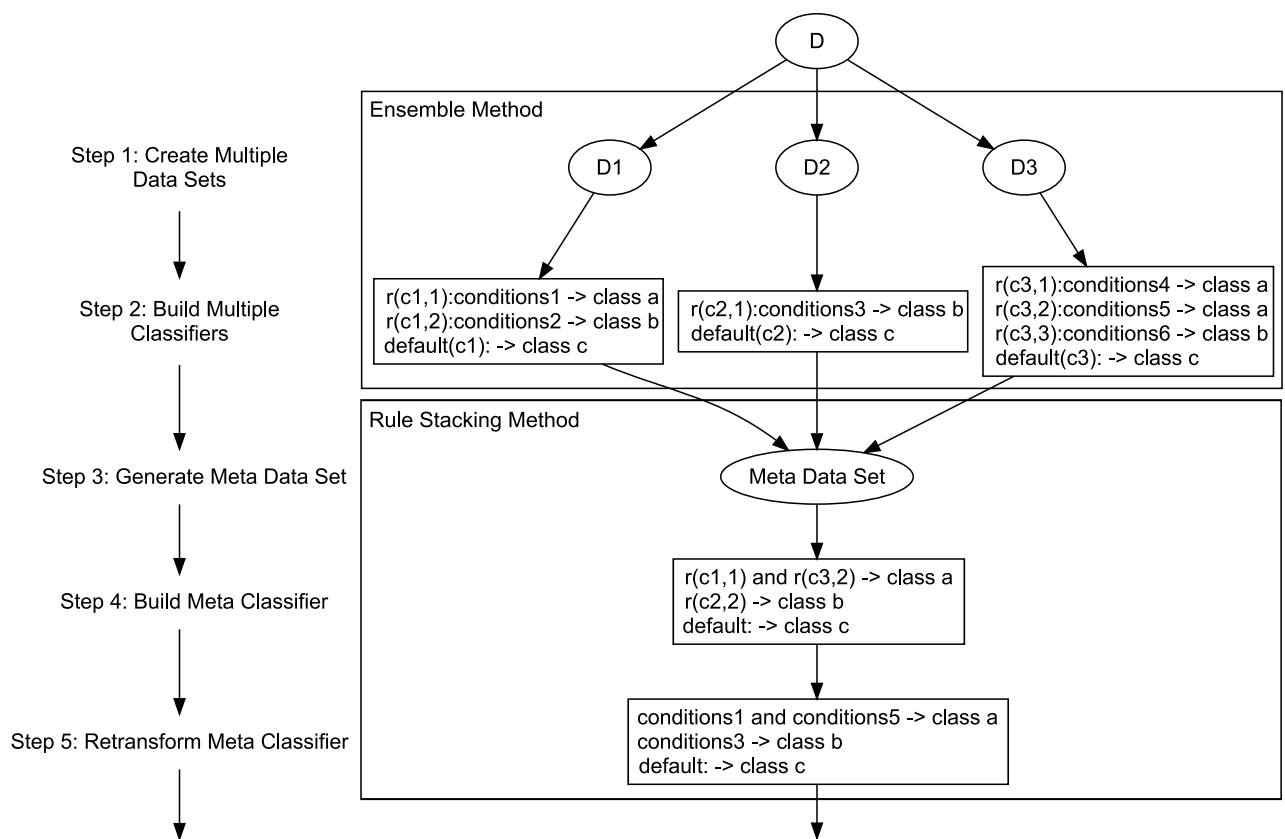 D
Ensemble Method
Step 1: Create Multiple
Data Sets
D1
D2
D3
Step 2: Build Multiple
Classifiers
r(c1,1):conditions1 -> class a
r(c1,2):conditions2 -> class b
default(c1): -> class c
r(c2,1):conditions3 -> class b
default(c2): -> class c
r(c3,1):conditions4 -> class a
r(c3,2):conditions5 -> class a
r(c3,3):conditions6 -> class b
default(c3): -> class c
Rule Stacking Method
Step 3: Generate Meta Data Set
Meta Data Set
Step 4: Build Meta Classifier
r(c1,1) and r(c3,2) -> class a
r(c2,2) -> class b
default: -> class c
Step 5: Retransform Meta Classifier
conditions1 and conditions5 -> class a
conditions3 -> class b
default: -> class c